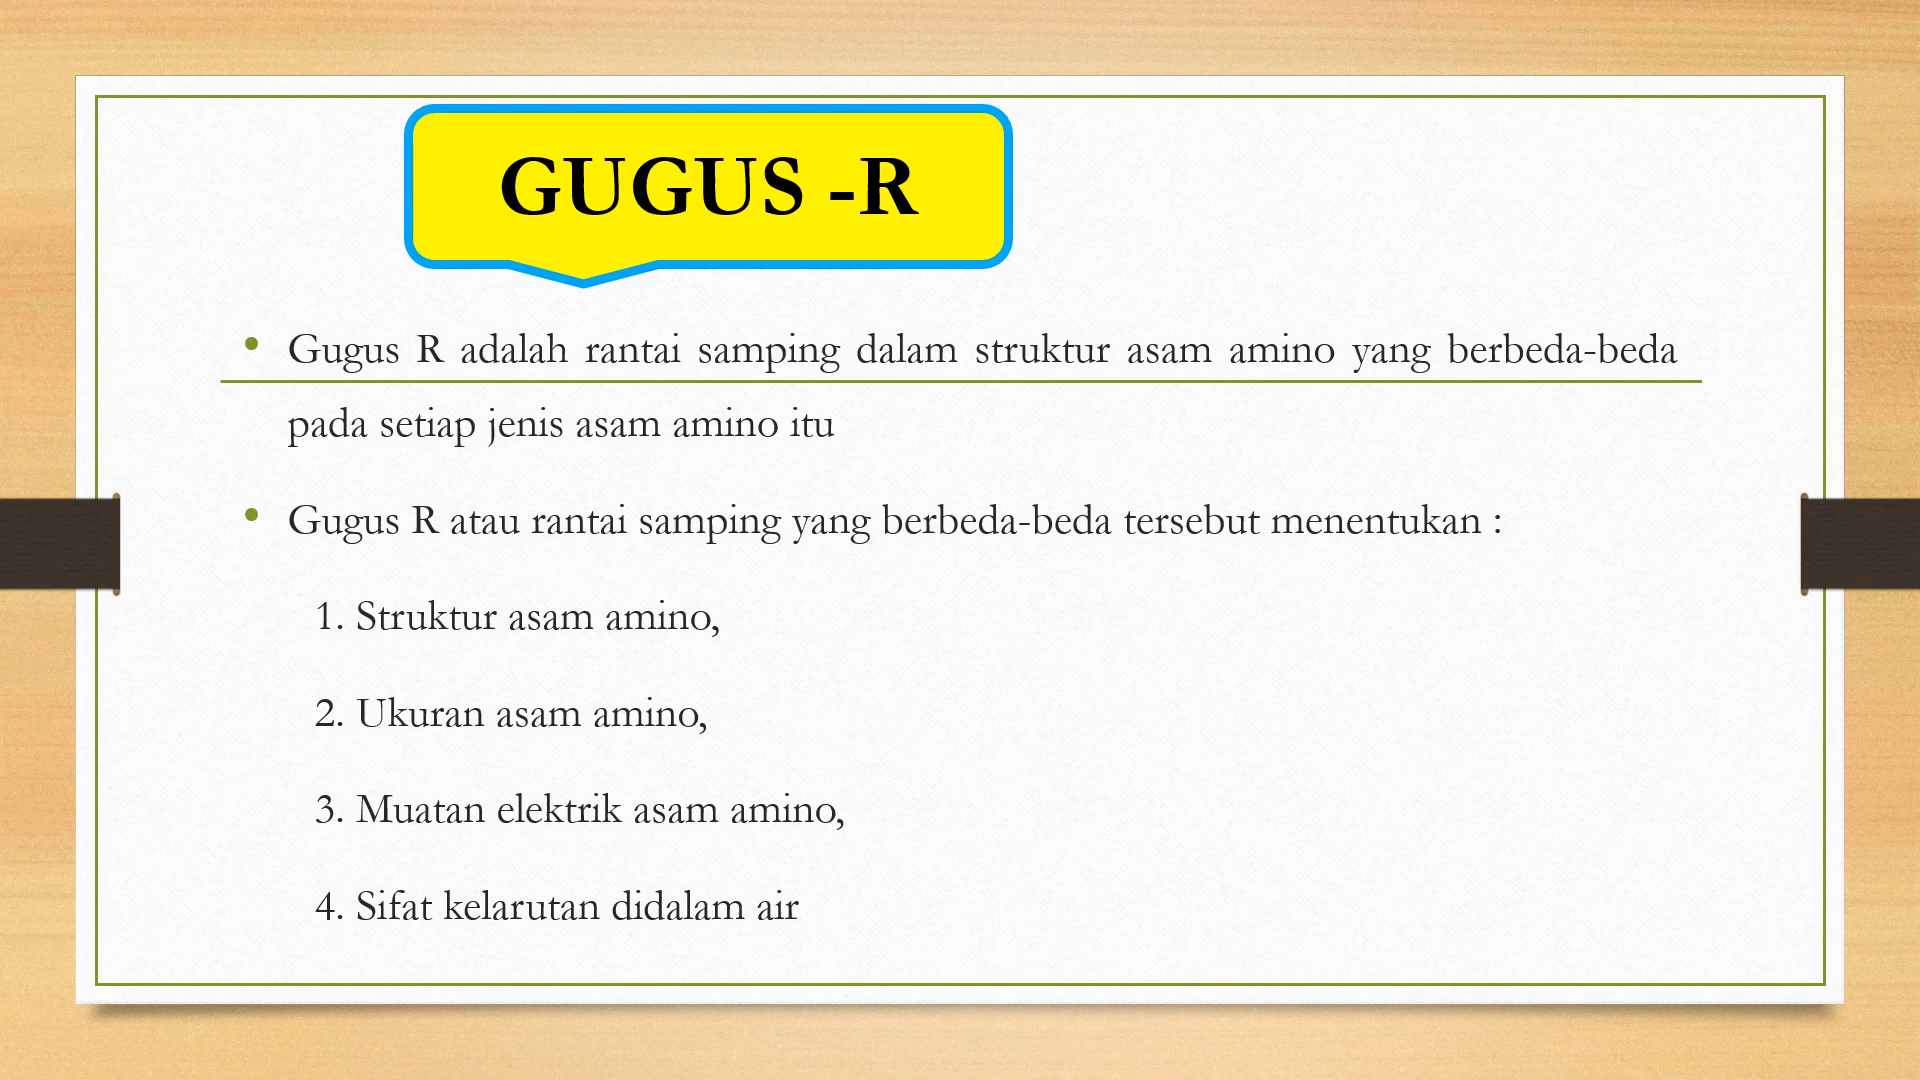 GUGUS -R
• Gugus R adalah rantai samping dalam struktur asam amino yang berbeda-beda
pada setiap jenis asam amino itu
• Gugus R atau rantai samping yang berbeda-beda tersebut menentukan :
1. Struktur asam amino,
2. Ukuran asam amino,
3. Muatan elektrik asam amino,
4. Sifat kelarutan didalam air